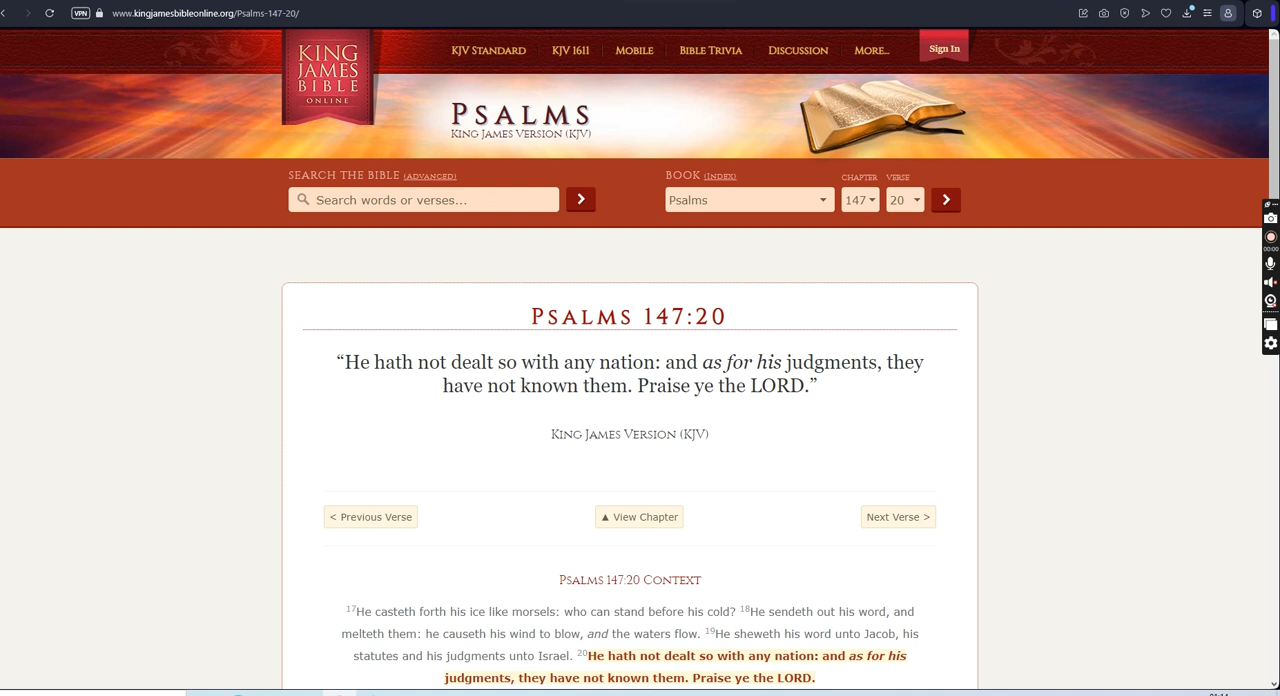 VPN
www.kingjamesbibleonline.org/Psalms-147-20/
KING
JAMES
BIBLE
ONLINE
KJV STANDARD KJV 1611 MOBILE BIBLE TRIVIA DISCUSSION MORE... Sign In
PSALMS
KING JAMES VERSION (KJV)
SEARCH THE BIBLE (ADVANCED)
Search words or verses...
BOOK (INDEX) CHAPTER VERSE
Psalms 147 20
PSALMS 147:20
“He hath not dealt so with any nation: and as for his judgments, they
have not known them. Praise ye the LORD.”
KING JAMES VERSION (KJV)
< Previous Verse ▲ View Chapter Next Verse >
PSALMS 147:20 CONTEXT
17He casteth forth his ice like morsels: who can stand before his cold? 18He sendeth out his word, and
melteth them: he causeth his wind to blow, and the waters flow. 19He sheweth his word unto Jacob, his
statutes and his judgments unto Israel. 20He hath not dealt so with any nation: and as for his
judgments, they have not known them. Praise ye the LORD.
00:00